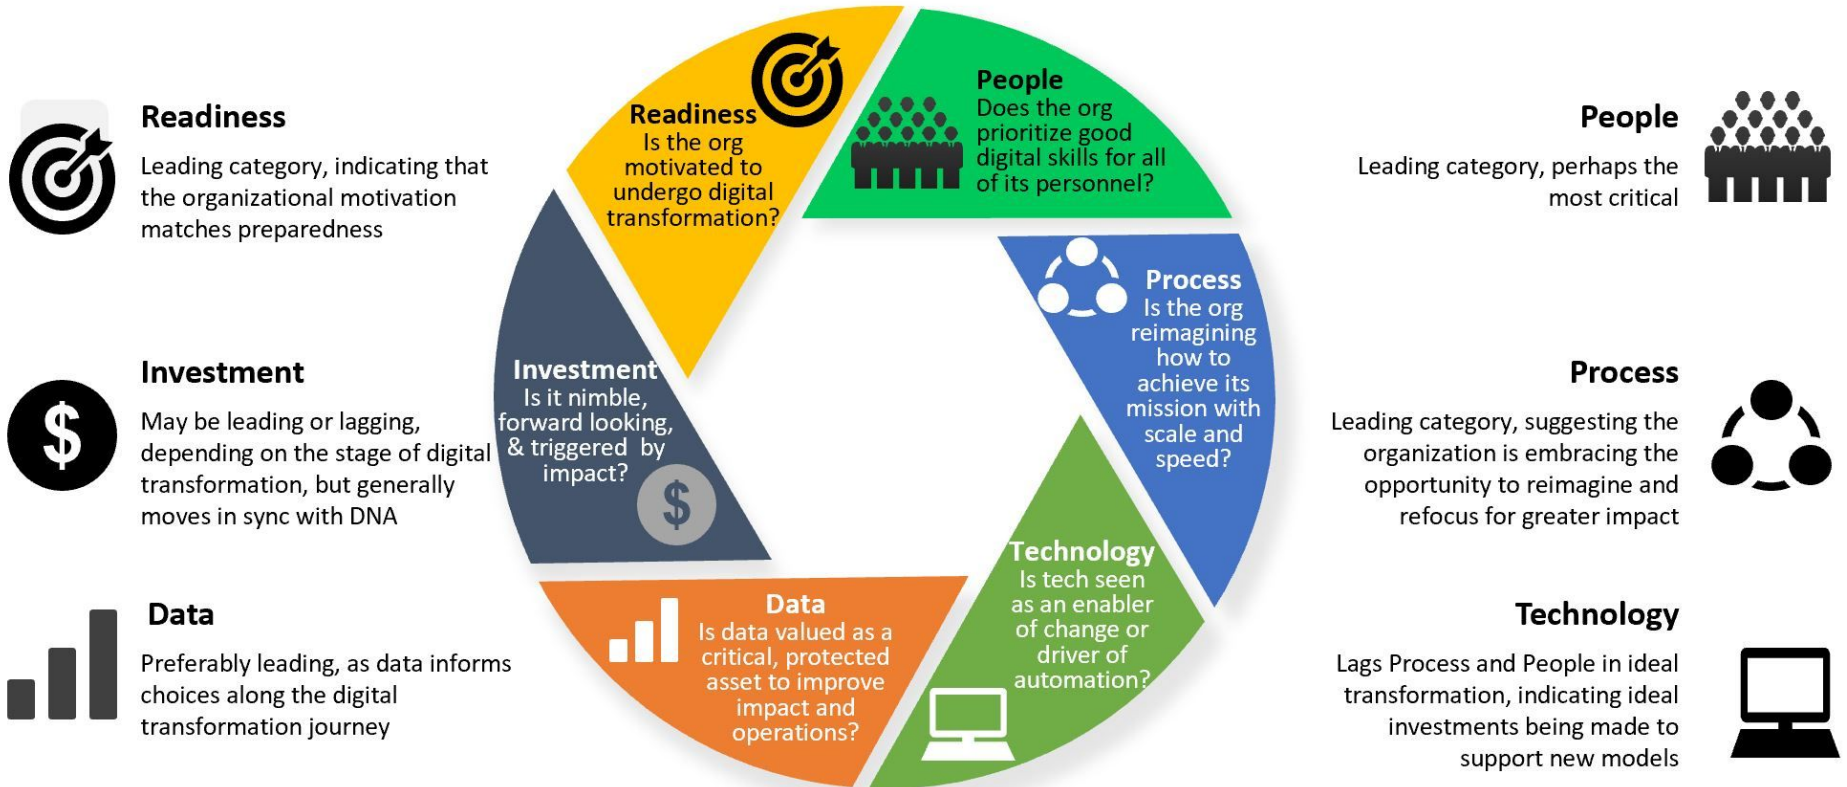 Readiness
Leading category, indicating that
the organizational motivation
matches preparedness
Investment
May be leading or lagging,
depending on the stage of digital
transformation, but generally
moves in sync with DNA
Data
Preferably leading, as data informs
choices along the digital
transformation journey
Readiness
Is the org
motivated to
undergo digital
transformation?
People
Does the org
prioritize good
digital skills for all
of its personnel?
Process
Is the org
reimagining
how to
achieve its
mission with
scale and
speed?
Technology
Is tech seen
as an enabler
of change or
driver of
automation?
Data
Is data valued as a
critical, protected
asset to improve
impact and
operations?
Investment
Is it nimble,
forward looking,
& triggered by
impact?
$
$
People
Leading category, perhaps the
most critical
Process
Leading category, suggesting the
organization is embracing the
opportunity to reimagine and
refocus for greater impact
Technology
Lags Process and People in ideal
transformation, indicating ideal
investments being made to
support new models